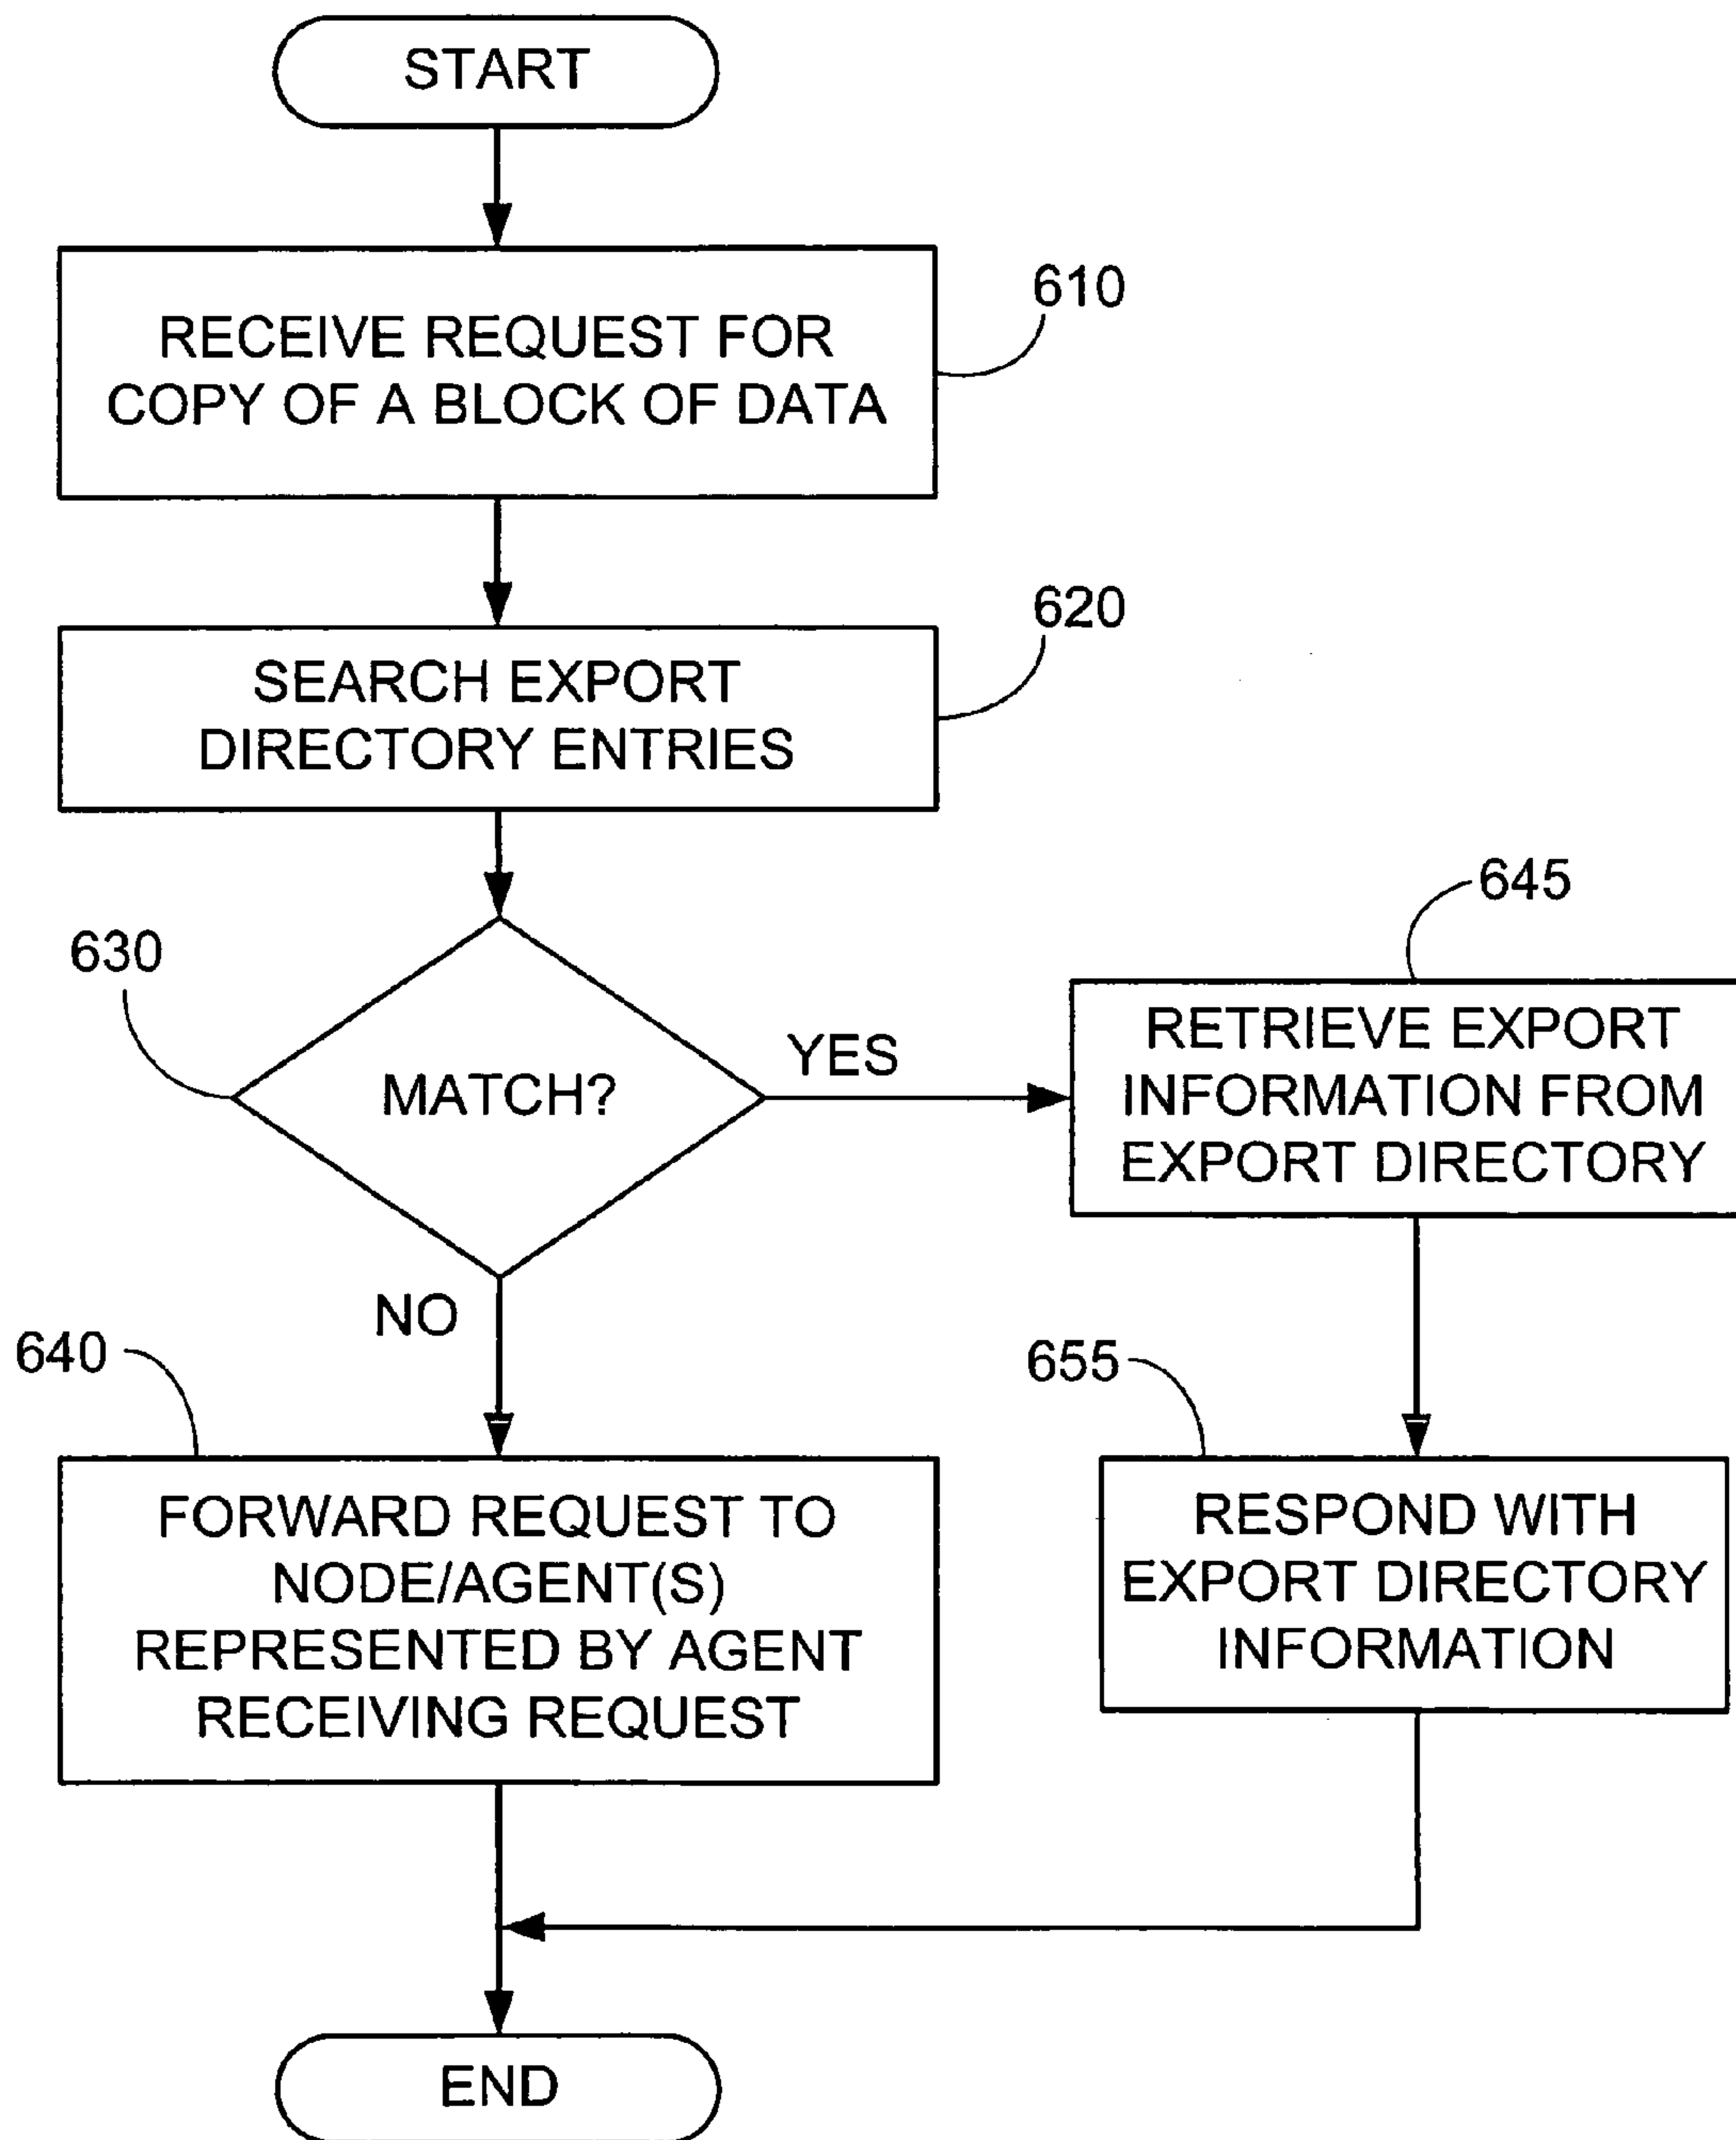 START
RECEIVE REQUEST FOR
COPY OF A BLOCK OF DATA
610
SEARCH EXPORT
DIRECTORY ENTRIES
620
630
MATCH?
YES
NO
645
RETRIEVE EXPORT
INFORMATION FROM
EXPORT DIRECTORY
640
FORWARD REQUEST TO
NODE/AGENT(S)
REPRESENTED BY AGENT
RECEIVING REQUEST
655
RESPOND WITH
EXPORT DIRECTORY
INFORMATION
END